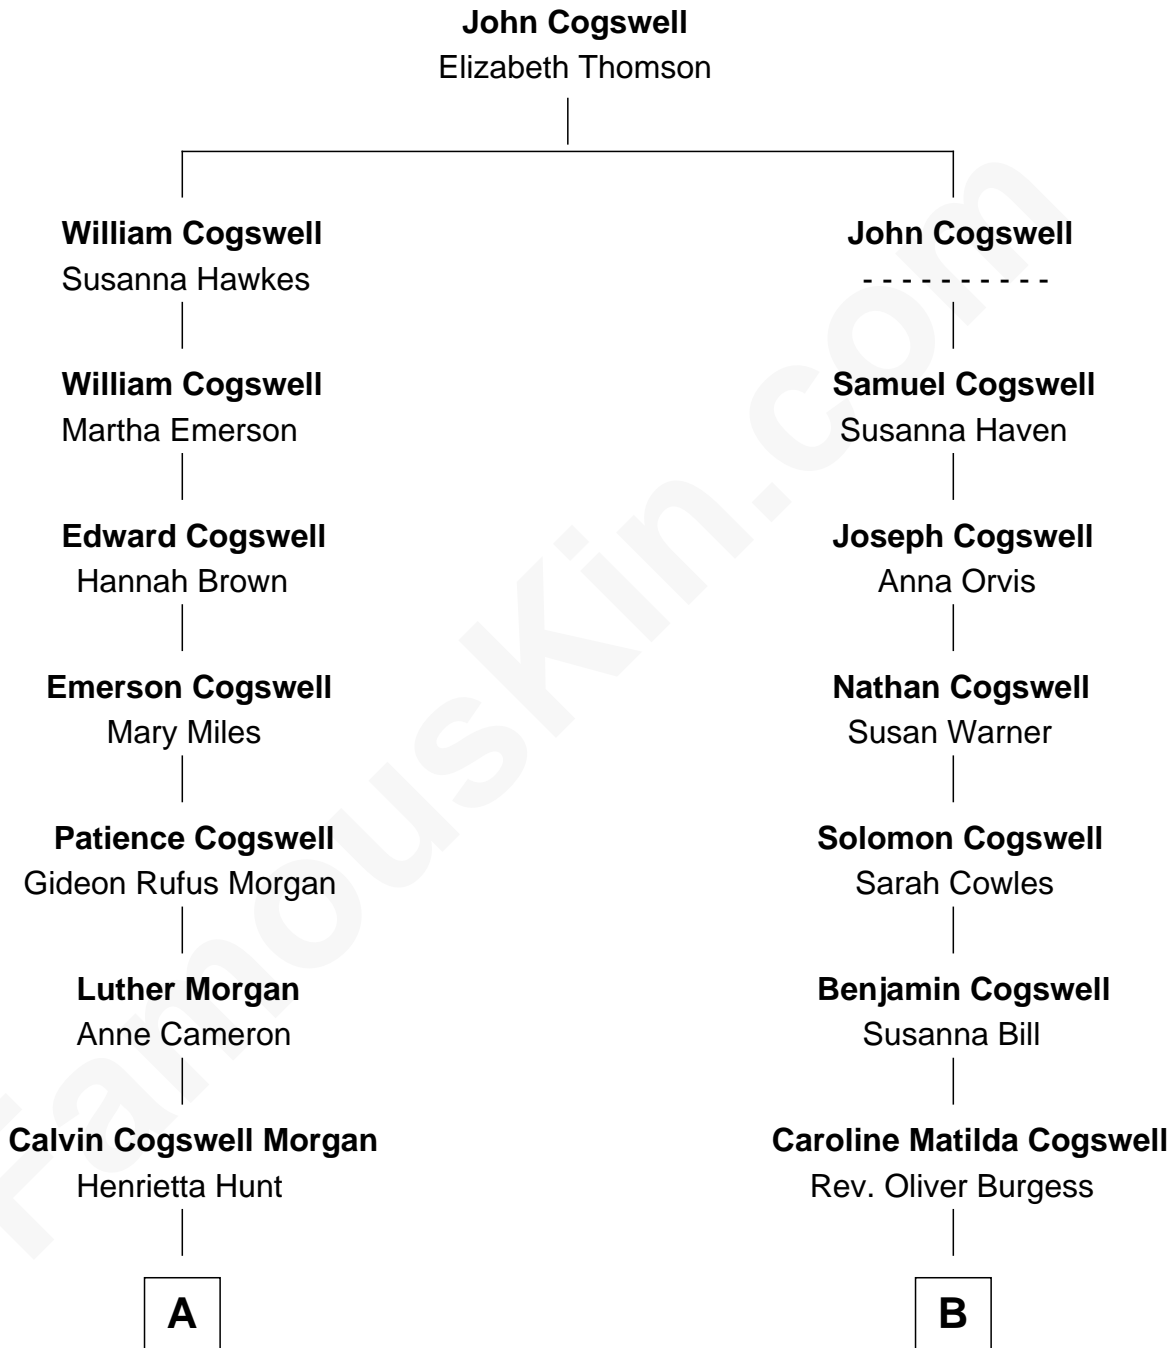 John Cogswell
Elizabeth Thomson
William Cogswell
Susanna Hawkes
John Cogswell
- - - - - - - - - -
William Cogswell
Martha Emerson
Samuel Cogswell
Susanna Haven
Edward Cogswell
Hannah Brown
Joseph Cogswell
Anna Orvis
Emerson Cogswell
Mary Miles
Nathan Cogswell
Susan Warner
Patience Cogswell
Gideon Rufus Morgan
Solomon Cogswell
Sarah Cowles
Luther Morgan
Anne Cameron
Benjamin Cogswell
Susanna Bill
Calvin Cogswell Morgan
Henrietta Hunt
Caroline Matilda Cogswell
Rev. Oliver Burgess
A
B
FamousKin.com